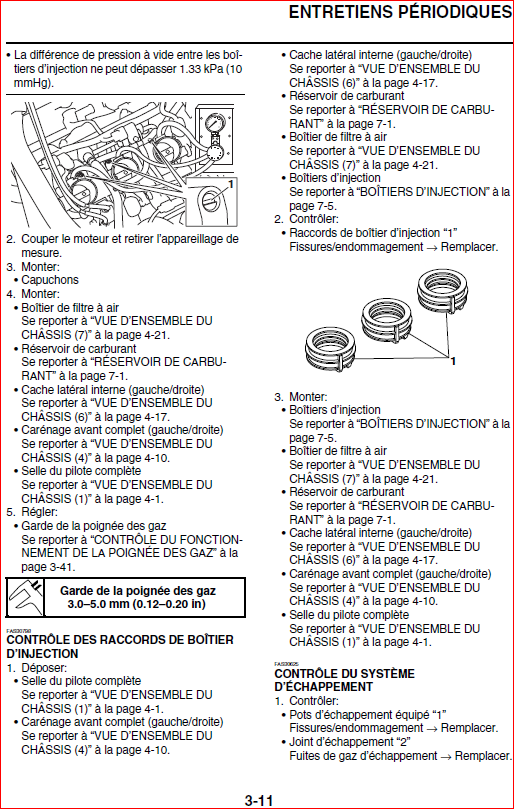 ENTRETIENS PÉRIODIQUES
• La différence de pression à vide entre les boî-
tiers d'injection ne peut dépasser 1.33 kPa (10
mmHg).
1
2. Couper le moteur et retirer l'appareillage de
mesure.
3. Monter:
• Capuchons
4. Monter:
• Boîtier de filtre à air
Se reporter à “VUE D'ENSEMBLE DU
CHÂSSIS (7)” à la page 4-21.
• Réservoir de carburant
Se reporter à “RÉSERVOIR DE CARBU-
RANT” à la page 7-1.
• Cache latéral interne (gauche/droite)
Se reporter à “VUE D'ENSEMBLE DU
CHÂSSIS (6)” à la page 4-17.
• Carénage avant complet (gauche/droite)
Se reporter à “VUE D'ENSEMBLE DU
CHÂSSIS (4)” à la page 4-10.
• Selle du pilote complète
Se reporter à “VUE D'ENSEMBLE DU
CHÂSSIS (1)” à la page 4-1.
5. Régler:
• Garde de la poignée des gaz
Se reporter à “CONTRÔLE DU FONCTION-
NEMENT DE LA POIGNÉE DES GAZ” à la
page 3-41.
Garde de la poignée des gaz
3.0–5.0 mm (0.12–0.20 in)
FAS30798
CONTRÔLE DES RACCORDS DE BOÎTIER
D'INJECTION
1. Déposer:
• Selle du pilote complète
Se reporter à “VUE D'ENSEMBLE DU
CHÂSSIS (1)” à la page 4-1.
• Carénage avant complet (gauche/droite)
Se reporter à “VUE D'ENSEMBLE DU
CHÂSSIS (4)” à la page 4-10.
• Cache latéral interne (gauche/droite)
Se reporter à “VUE D'ENSEMBLE DU
CHÂSSIS (6)” à la page 4-17.
• Réservoir de carburant
Se reporter à “RÉSERVOIR DE CARBU-
RANT” à la page 7-1.
• Boîtier de filtre à air
Se reporter à “VUE D'ENSEMBLE DU
CHÂSSIS (7)” à la page 4-21.
• Boîtiers d'injection
Se reporter à “BOÎTIERS D'INJECTION” à la
page 7-5.
2. Contrôler:
• Raccords de boîtier d'injection “1”
Fissures/endommagement → Remplacer.
1
3. Monter:
• Boîtiers d'injection
Se reporter à “BOÎTIERS D'INJECTION” à la
page 7-5.
• Boîtier de filtre à air
Se reporter à “VUE D'ENSEMBLE DU
CHÂSSIS (7)” à la page 4-21.
• Réservoir de carburant
Se reporter à “RÉSERVOIR DE CARBU-
RANT” à la page 7-1.
• Cache latéral interne (gauche/droite)
Se reporter à “VUE D'ENSEMBLE DU
CHÂSSIS (6)” à la page 4-17.
• Carénage avant complet (gauche/droite)
Se reporter à “VUE D'ENSEMBLE DU
CHÂSSIS (4)” à la page 4-10.
• Selle du pilote complète
Se reporter à “VUE D'ENSEMBLE DU
CHÂSSIS (1)” à la page 4-1.
FAS30625
CONTRÔLE DU SYSTÈME
D'ÉCHAPPEMENT
1. Contrôler:
• Pots d'échappement équipé “1”
Fissures/endommagement → Remplacer.
• Joint d'échappement “2”
Fuites de gaz d'échappement → Remplacer.
3-11